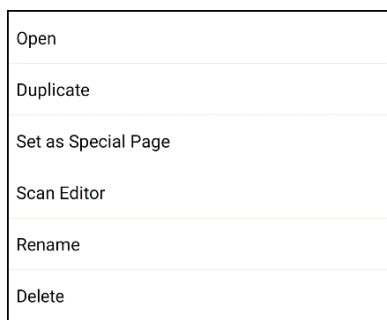 Open
Duplicate
Set as Special Page
Scan Editor
Rename
Delete